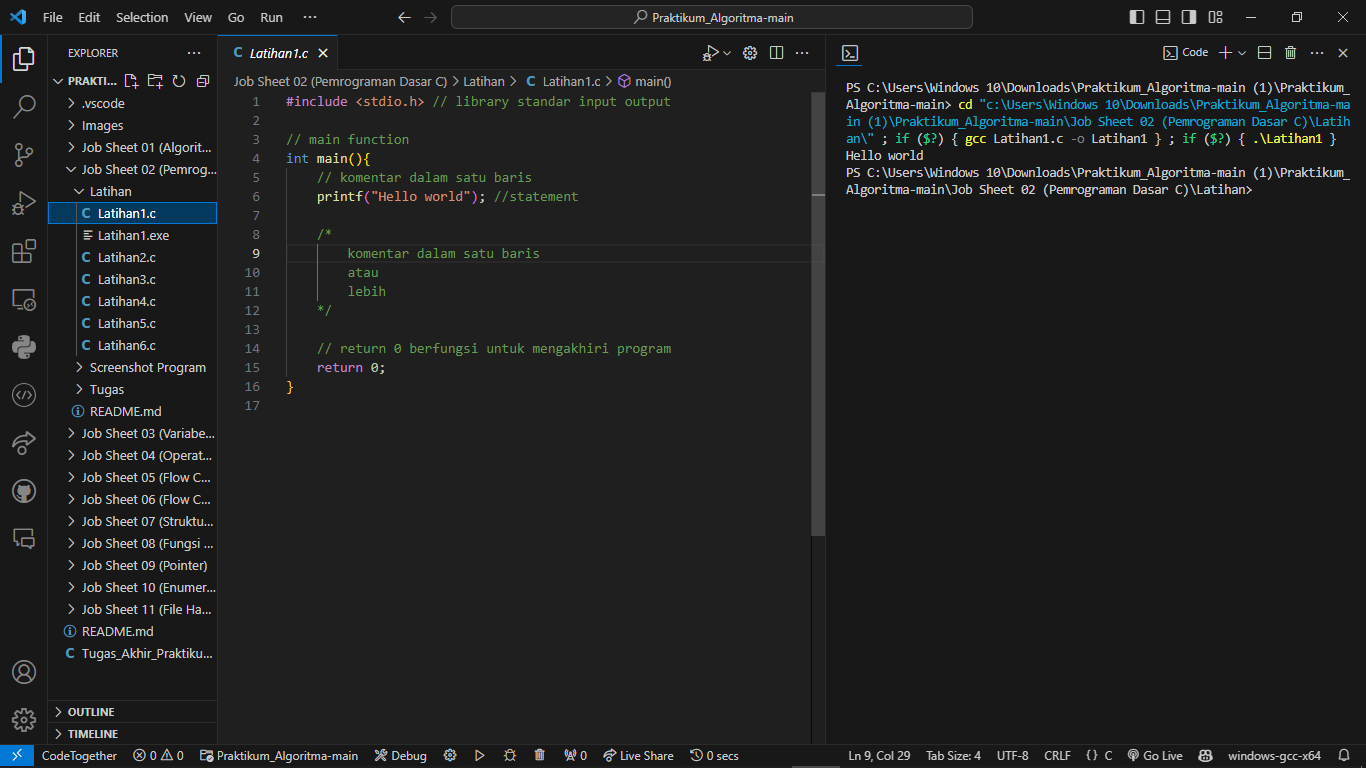 File Edit Selection View Go Run ··· Praktikum_Algoritma-main
EXPLORER ···
PRAKTI...
.vscode
Images
Job Sheet 01 (Algorit...
Job Sheet 02 (Pemrog...
Latihan
C Latihan1.c
Latihan1.exe
C Latihan2.c
C Latihan3.c
C Latihan4.c
C Latihan5.c
C Latihan6.c
Screenshot Program
Tugas
README.md
Job Sheet 03 (Variabe...
Job Sheet 04 (Operat...
Job Sheet 05 (Flow C...
Job Sheet 06 (Flow C...
Job Sheet 07 (Struktu...
Job Sheet 08 (Fungsi ...
Job Sheet 09 (Pointer)
Job Sheet 10 (Enumer...
Job Sheet 11 (File Ha...
README.md
C Tugas_Akhir_Praktiku...
OUTLINE
TIMELINE
C Latihan1.c
Job Sheet 02 (Pemrograman Dasar C) > Latihan > C Latihan1.c > main()
1 #include <stdio.h> // library standar input output
2
3 // main function
4 int main(){
5 // komentar dalam satu baris
6 printf("Hello world"); //statement
7
8 /*
9 komentar dalam satu baris
10 atau
11 lebih
12 */
13
14 // return 0 berfungsi untuk mengakhiri program
15 return 0;
16 }
17
Code
PS C:\Users\Windows 10\Downloads\Praktikum_Algoritma-main (1)\Praktikum_
Algoritma-main> cd "c:\Users\Windows 10\Downloads\Praktikum_Algoritma-ma
in (1)\Praktikum_Algoritma-main\Job Sheet 02 (Pemrograman Dasar C)\Latih
an\" ; if ($?) { gcc Latihan1.c -o Latihan1 } ; if ($?) { .\Latihan1 }
Hello world
PS C:\Users\Windows 10\Downloads\Praktikum_Algoritma-main (1)\Praktikum_
Algoritma-main\Job Sheet 02 (Pemrograman Dasar C)\Latihan>
CodeTogether 0 0 Praktikum_Algoritma-main Debug 0 Live Share 0 secs Ln 9, Col 29 Tab Size: 4 UTF-8 CRLF {} C Go Live windows-gcc-x64